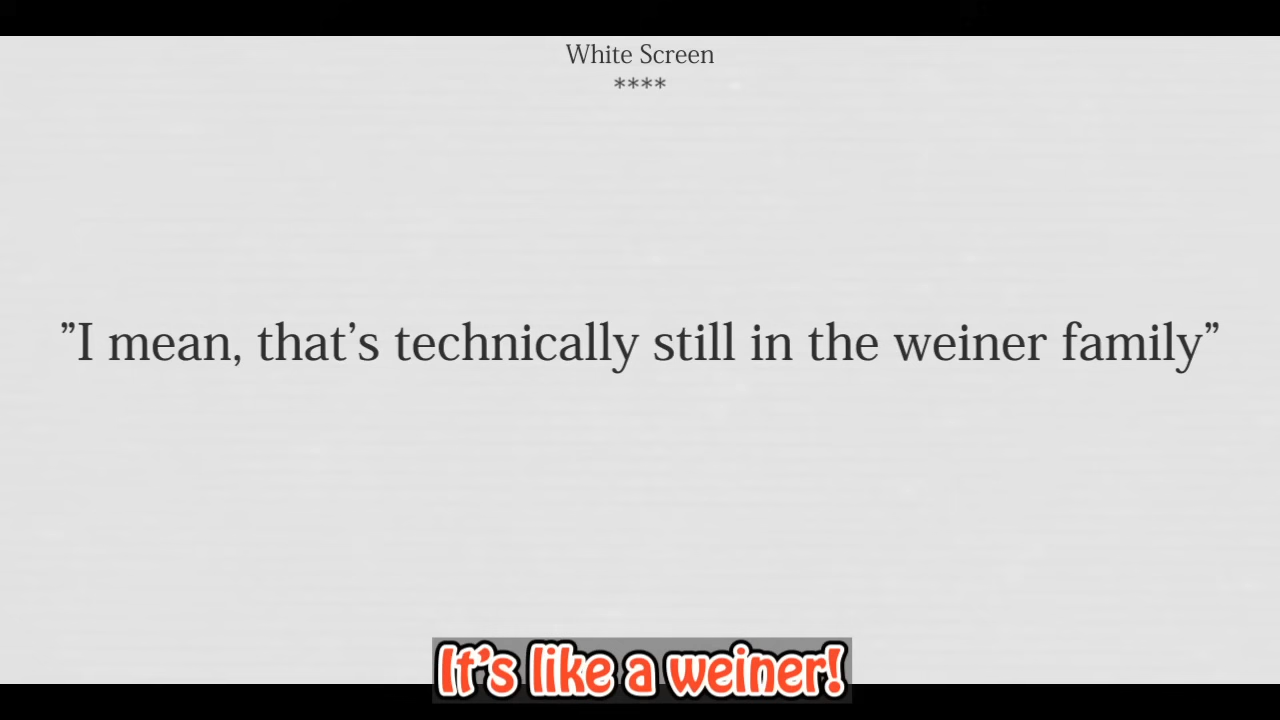 White Screen
****
”I mean, that’s technically still in the weiner family”
It’s like a weiner!